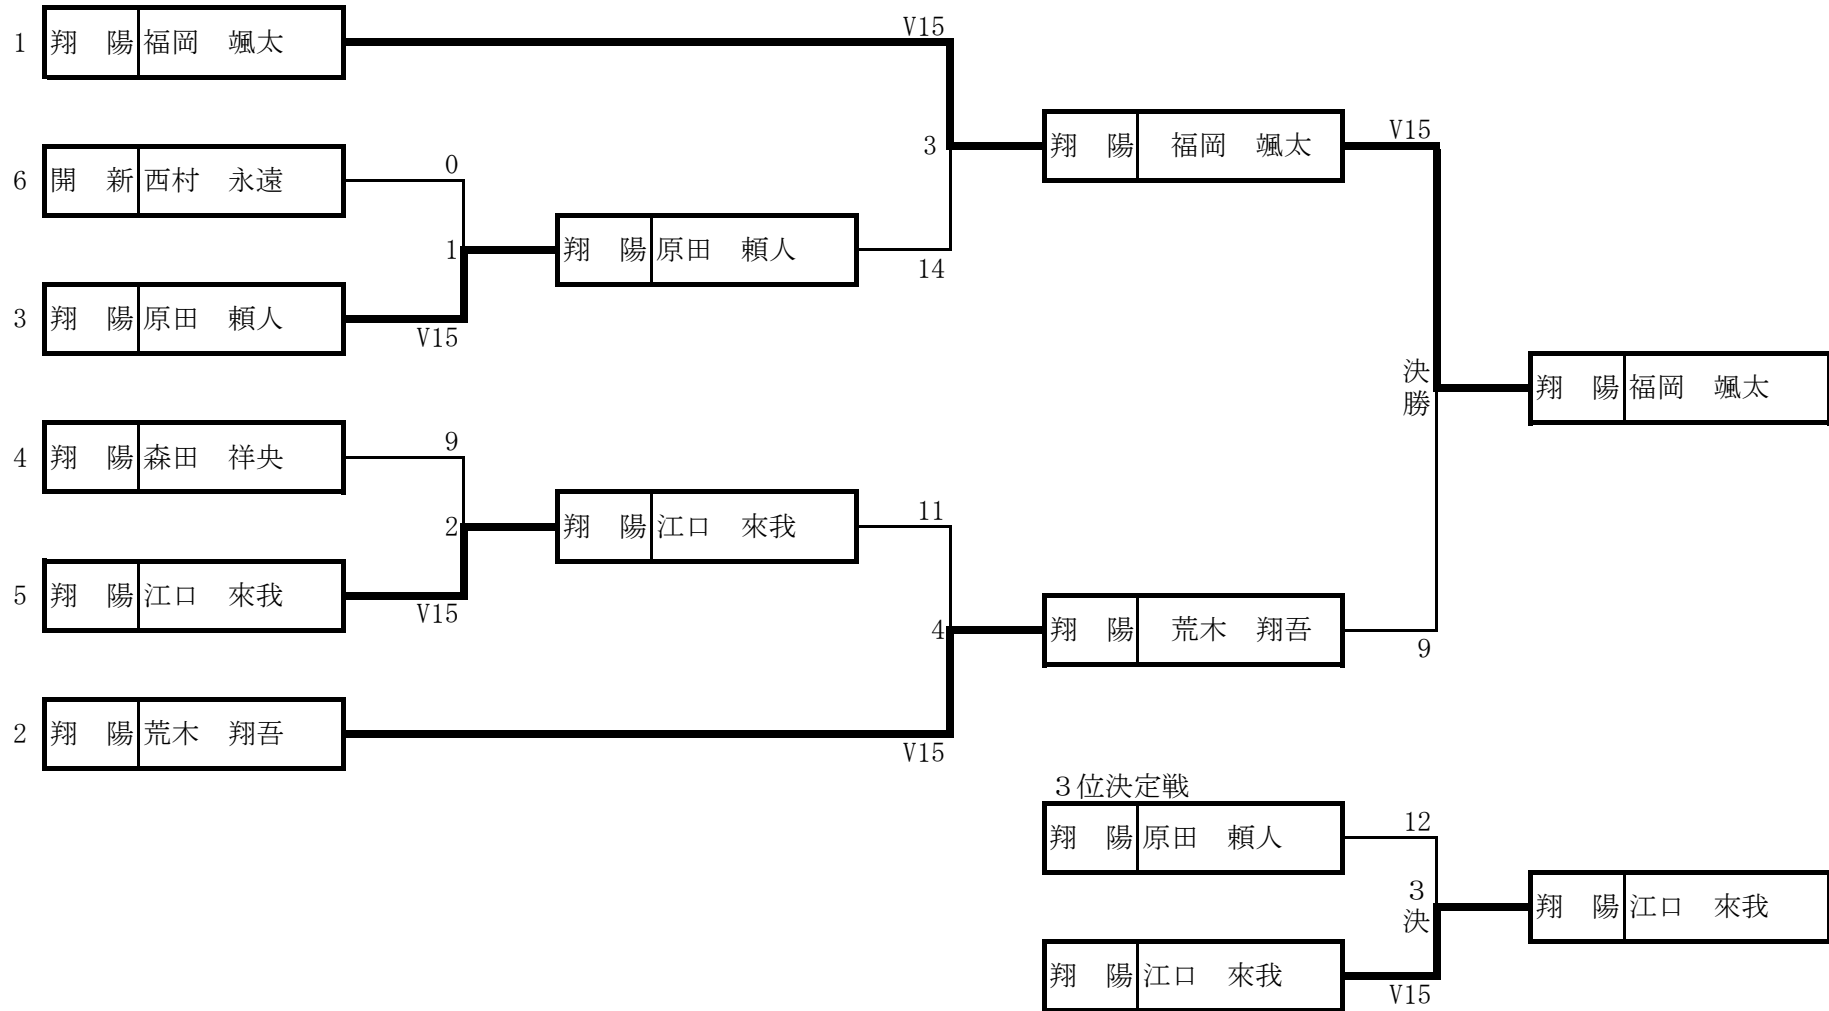 V15
1 翔 陽 福岡 颯太
翔 陽 福岡 颯太 V15
3
0
6 開 新 西村 永遠
1 翔 陽 原田 頼人
14
3 翔 陽 原田 頼人
V15
決勝
翔 陽 福岡 颯太
9
4 翔 陽 森田 祥央
11
2 翔 陽 江口 來我
5 翔 陽 江口 來我
V15
4 翔 陽 荒木 翔吾
9
2 翔 陽 荒木 翔吾
V15
3位決定戦
翔 陽 原田 頼人 12
3決
翔 陽 江口 來我
翔 陽 江口 來我
V15